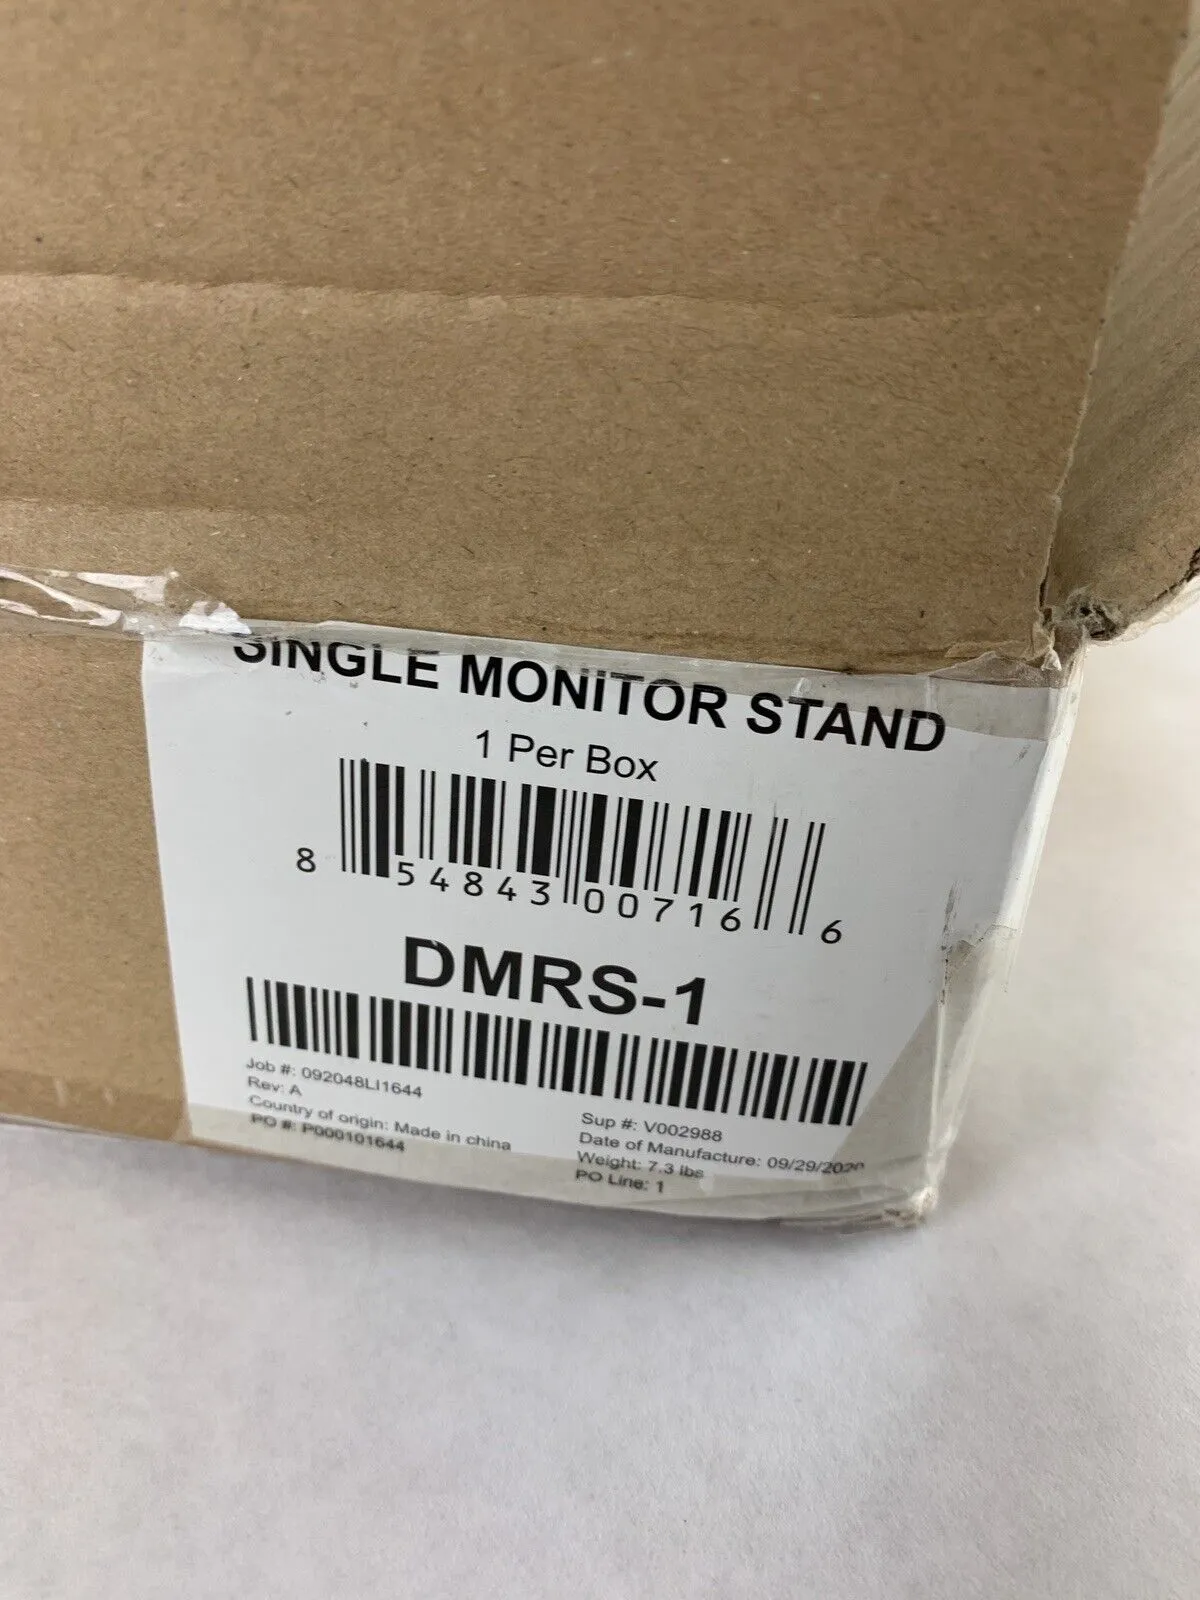 SINGLE MONITOR STAND
1 Per Box
8 54843 00716 6
DMRS-1
Job #: 092048LI1644
Rev: A
Country of origin: Made in china
PO #: P000101644
Sup #: V002988
Date of Manufacture: 09/29/2020
Weight: 7.3 lbs
PO Line: 1